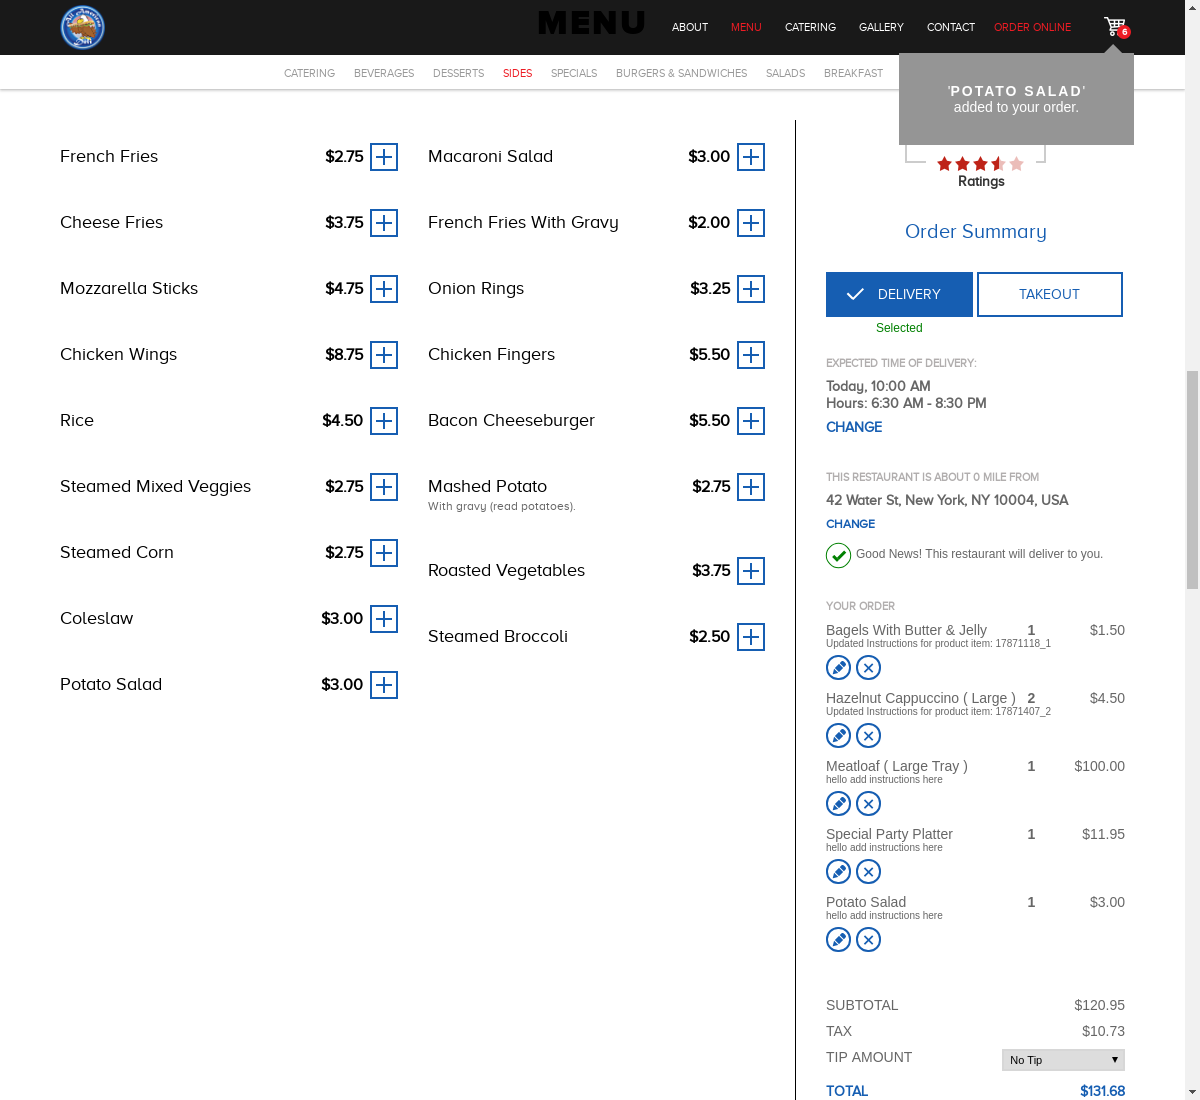 All American
Deli
MENU
ABOUT MENU CATERING GALLERY CONTACT ORDER ONLINE 6
CATERING BEVERAGES DESSERTS SIDES SPECIALS BURGERS & SANDWICHES SALADS BREAKFAST
'POTATO SALAD'
added to your order.
French Fries $2.75
Cheese Fries $3.75
Mozzarella Sticks $4.75
Chicken Wings $8.75
Rice $4.50
Steamed Mixed Veggies $2.75
Steamed Corn $2.75
Coleslaw $3.00
Potato Salad $3.00
Macaroni Salad $3.00
French Fries With Gravy $2.00
Onion Rings $3.25
Chicken Fingers $5.50
Bacon Cheeseburger $5.50
Mashed Potato $2.75
With gravy (read potatoes).
Roasted Vegetables $3.75
Steamed Broccoli $2.50
Ratings
Order Summary
DELIVERY TAKEOUT
Selected
EXPECTED TIME OF DELIVERY:
Today, 10:00 AM
Hours: 6:30 AM - 8:30 PM
CHANGE
THIS RESTAURANT IS ABOUT 0 MILE FROM
42 Water St, New York, NY 10004, USA
CHANGE
Good News! This restaurant will deliver to you.
YOUR ORDER
Bagels With Butter & Jelly 1 $1.50
Updated Instructions for product item: 17871118_1
Hazelnut Cappuccino ( Large ) 2 $4.50
Updated Instructions for product item: 17871407_2
Meatloaf ( Large Tray ) 1 $100.00
hello add instructions here
Special Party Platter 1 $11.95
hello add instructions here
Potato Salad 1 $3.00
hello add instructions here
SUBTOTAL $120.95
TAX $10.73
TIP AMOUNT No Tip
TOTAL $131.68